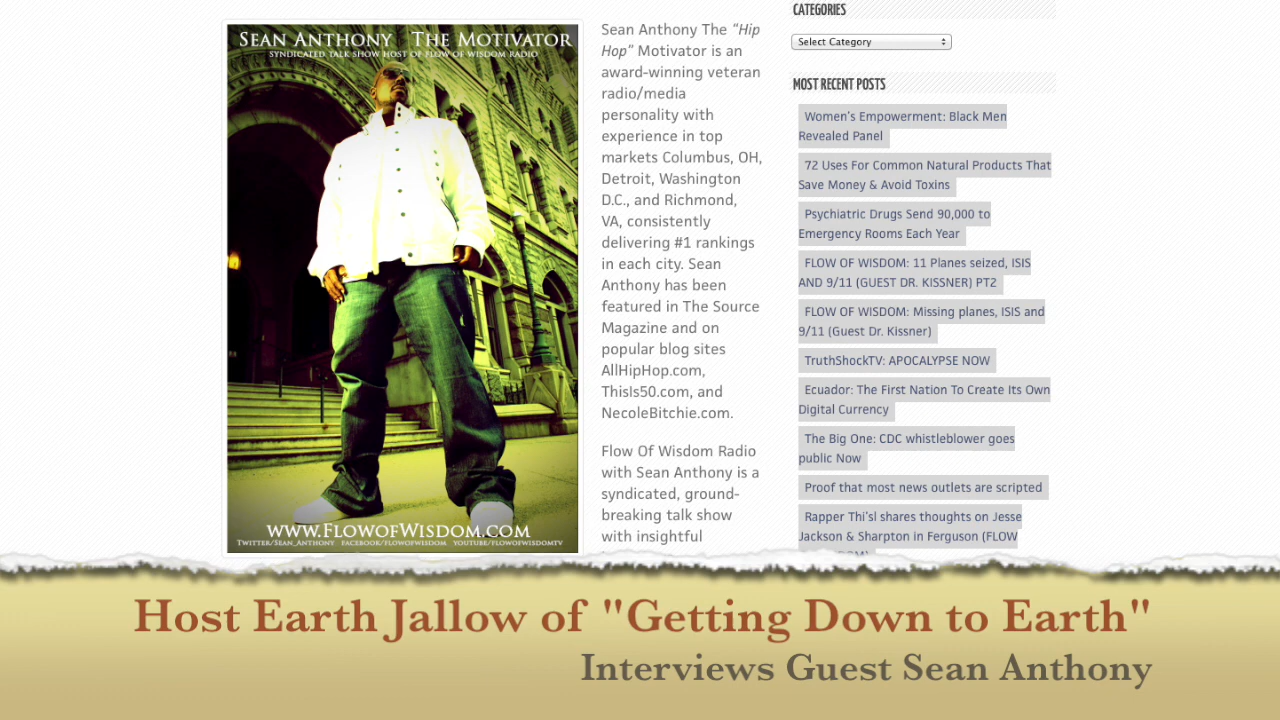 SEAN ANTHONY THE MOTIVATOR
SYNDICATED TALK SHOW HOST OF FLOW OF WISDOM RADIO
WWW.FLOWOFWISDOM.COM
TWITTER/SEAN_ANTHONY FACEBOOK/FLOWOFWISDOM YOUTUBE/FLOWOFWISDOMTV
Sean Anthony The “Hip
Hop” Motivator is an
award-winning veteran
radio/media
personality with
experience in top
markets Columbus, OH,
Detroit, Washington
D.C., and Richmond,
VA, consistently
delivering #1 rankings
in each city. Sean
Anthony has been
featured in The Source
Magazine and on
popular blog sites
AllHipHop.com,
ThisIs50.com, and
NecoleBitchie.com.
Flow Of Wisdom Radio
with Sean Anthony is a
syndicated, ground-
breaking talk show
with insightful
CATEGORIES
Select Category
MOST RECENT POSTS
Women’s Empowerment: Black Men
Revealed Panel
72 Uses For Common Natural Products That
Save Money & Avoid Toxins
Psychiatric Drugs Send 90,000 to
Emergency Rooms Each Year
FLOW OF WISDOM: 11 Planes seized, ISIS
AND 9/11 (GUEST DR. KISSNER) PT2
FLOW OF WISDOM: Missing planes, ISIS and
9/11 (Guest Dr. Kissner)
TruthShockTV: APOCALYPSE NOW
Ecuador: The First Nation To Create Its Own
Digital Currency
The Big One: CDC whistleblower goes
public Now
Proof that most news outlets are scripted
Rapper Thi’sl shares thoughts on Jesse
Jackson & Sharpton in Ferguson (FLOW
Host Earth Jallow of "Getting Down to Earth"
Interviews Guest Sean Anthony